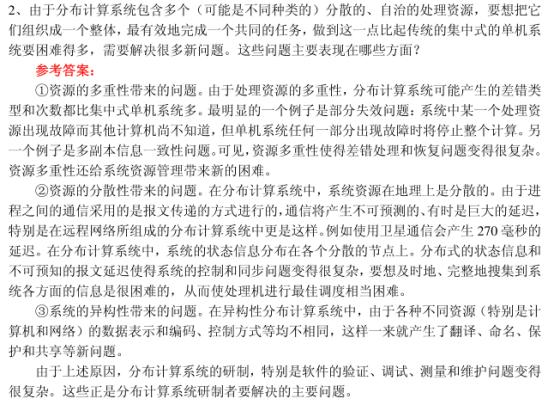 2、由于分布计算系统包含多个（可能是不同种类的）分散的、自治的处理资源，要想把它
们组织成一个整体，最有效地完成一个共同的任务，做到这一点比起传统的集中式的单机系
统要困难得多，需要解决很多新问题。这些问题主要表现在哪些方面？
参考答案：
①资源的多重性带来的问题。由于处理资源的多重性，分布计算系统可能产生的差错类
型和次数都比集中式单机系统多。最明显的一个例子是部分失效问题：系统中某一个处理资
源出现故障而其他计算机尚不知道，但单机系统任何一部分出现故障时将停止整个计算。另
一个例子是多副本信息一致性问题。可见，资源多重性使得差错处理和恢复问题变得很复杂。
资源多重性还给系统资源管理带来新的困难。
②资源的分散性带来的问题。在分布计算系统中，系统资源在地理上是分散的。由于进
程之间的通信采用的是报文传递的方式进行的，通信将产生不可预测的、有时是巨大的延迟，
特别是在远程网络所组成的分布计算系统中更是这样。例如使用卫星通信会产生 270 毫秒的
延迟。在分布计算系统中，系统的状态信息分布在各个分散的节点上。分布式的状态信息和
不可预知的报文延迟使得系统的控制和同步问题变得很复杂，要想及时地、完整地搜集到系
统各方面的信息是很困难的，从而使处理机进行最佳调度相当困难。
③系统的异构性带来的问题。在异构性分布计算系统中，由于各种不同资源（特别是计
算机和网络）的数据表示和编码、控制方式等均不相同，这样一来就产生了翻译、命名、保
护和共享等新问题。
由于上述原因，分布计算系统的研制，特别是软件的验证、调试、测量和维护问题变得
很复杂。这些正是分布计算系统研制者要解决的主要问题。